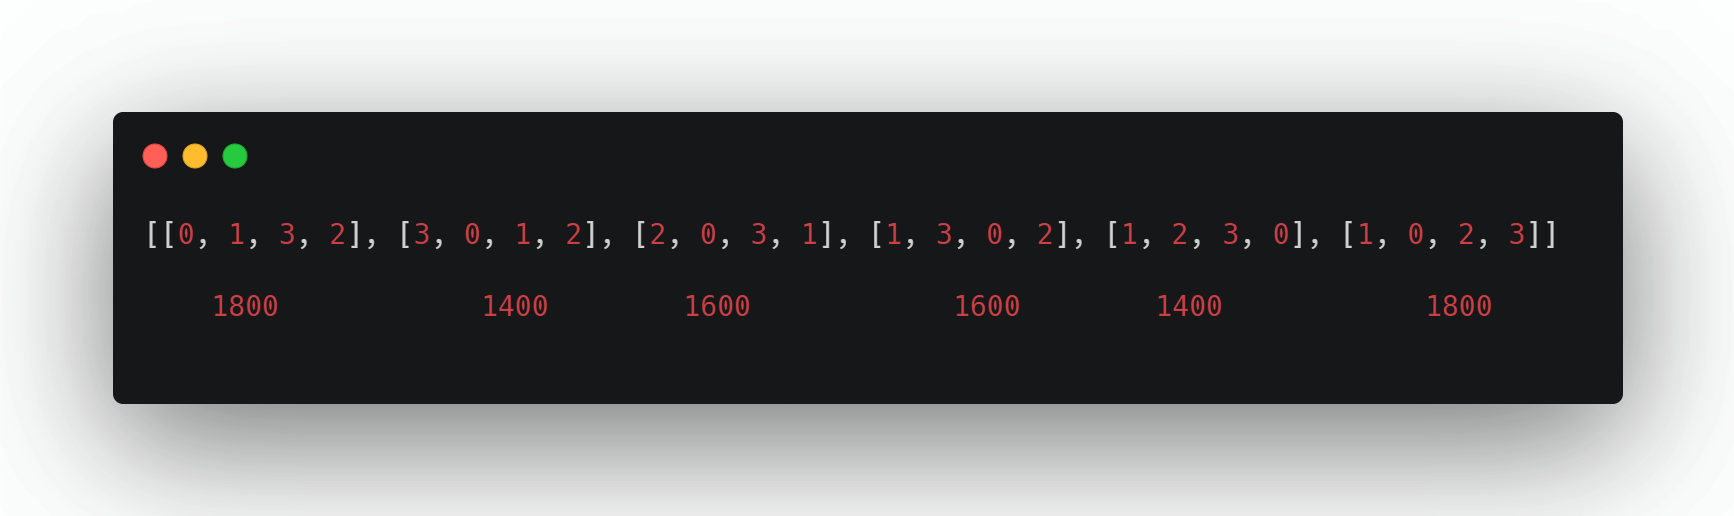 [[0, 1, 3, 2], [3, 0, 1, 2], [2, 0, 3, 1], [1, 3, 0, 2], [1, 2, 3, 0], [1, 0, 2, 3]]
1800 1400 1600 1600 1400 1800